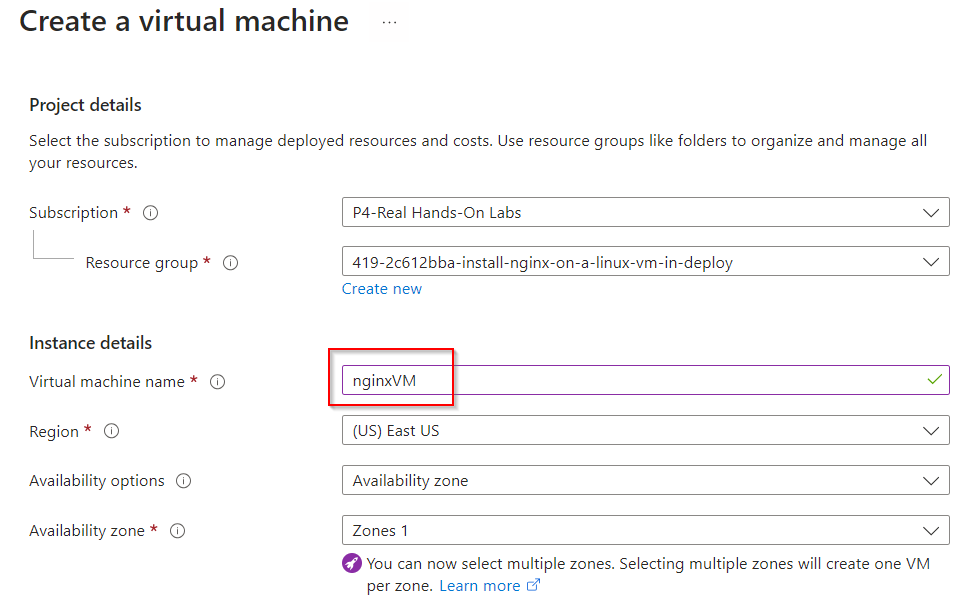 Create a virtual machine ...
Project details
Select the subscription to manage deployed resources and costs. Use resource groups like folders to organize and manage all
your resources.
Subscription * P4-Real Hands-On Labs
Resource group * 419-2c612bba-install-nginx-on-a-linux-vm-in-deploy
Create new
Instance details
Virtual machine name * nginxVM
Region * (US) East US
Availability options Availability zone
Availability zone * Zones 1
You can now select multiple zones. Selecting multiple zones will create one VM
per zone. Learn more